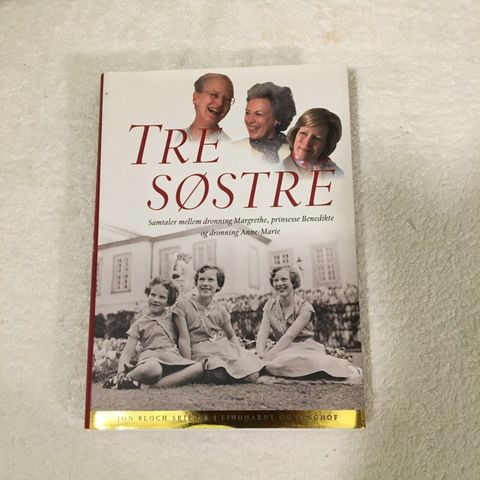 TRE
SØSTRE
Samtaler mellem dronning Margrethe, prinsesse Benedikte
og dronning Anne-Marie
JON BLOCH SKIPPER | LINDHARDT OG RINGHOF